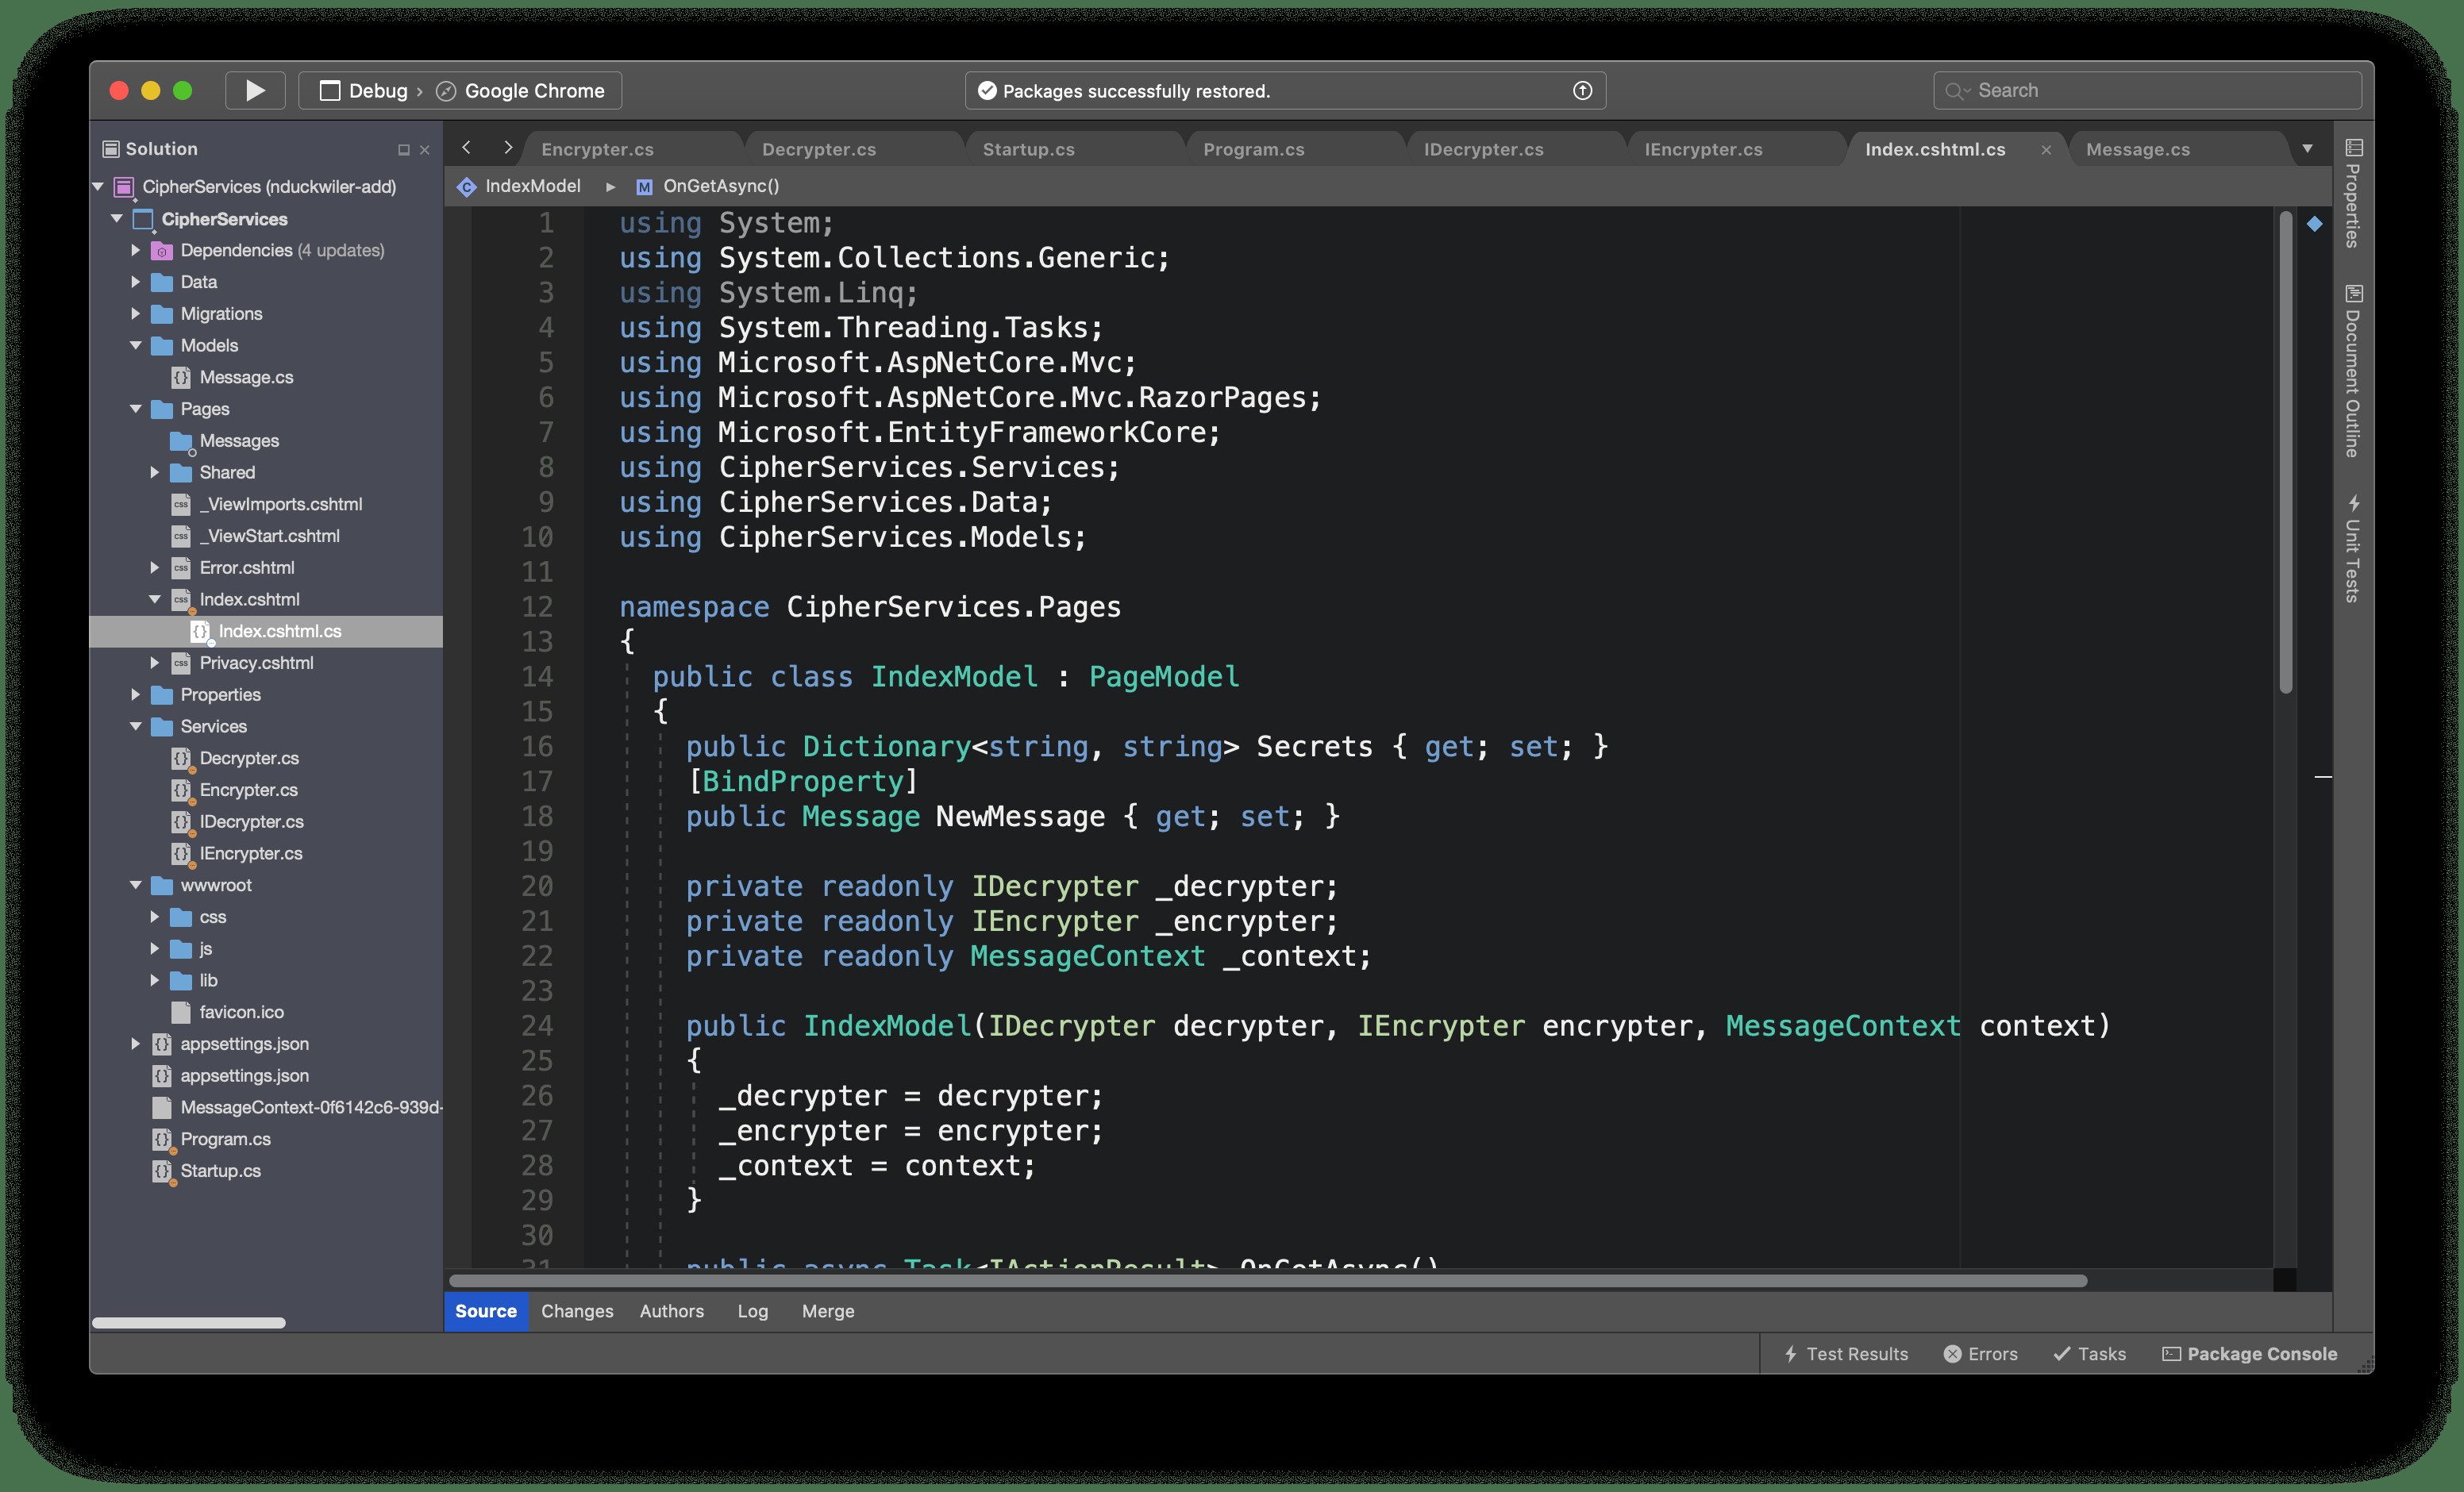 Debug › Google Chrome
Packages successfully restored.
Search
Solution
CipherServices (nduckwiler-add)
CipherServices
Dependencies (4 updates)
Data
Migrations
Models
Message.cs
Pages
Messages
Shared
_ViewImports.cshtml
_ViewStart.cshtml
Error.cshtml
Index.cshtml
Index.cshtml.cs
Privacy.cshtml
Properties
Services
Decrypter.cs
Encrypter.cs
IDecrypter.cs
IEncrypter.cs
wwwroot
css
js
lib
favicon.ico
appsettings.json
appsettings.json
MessageContext-0f6142c6-939d-
Program.cs
Startup.cs
Encrypter.cs Decrypter.cs Startup.cs Program.cs IDecrypter.cs IEncrypter.cs Index.cshtml.cs × Message.cs
IndexModel ▸ M OnGetAsync()
1 using System;
2 using System.Collections.Generic;
3 using System.Linq;
4 using System.Threading.Tasks;
5 using Microsoft.AspNetCore.Mvc;
6 using Microsoft.AspNetCore.Mvc.RazorPages;
7 using Microsoft.EntityFrameworkCore;
8 using CipherServices.Services;
9 using CipherServices.Data;
10 using CipherServices.Models;
11
12 namespace CipherServices.Pages
13 {
14 public class IndexModel : PageModel
15 {
16 public Dictionary<string, string> Secrets { get; set; }
17 [BindProperty]
18 public Message NewMessage { get; set; }
19
20 private readonly IDecrypter _decrypter;
21 private readonly IEncrypter _encrypter;
22 private readonly MessageContext _context;
23
24 public IndexModel(IDecrypter decrypter, IEncrypter encrypter, MessageContext context)
25 {
26 _decrypter = decrypter;
27 _encrypter = encrypter;
28 _context = context;
29 }
30
31 public async Task<IActionResult> OnGetAsync()
Source Changes Authors Log Merge
Properties
Document Outline
Unit Tests
Test Results Errors Tasks Package Console